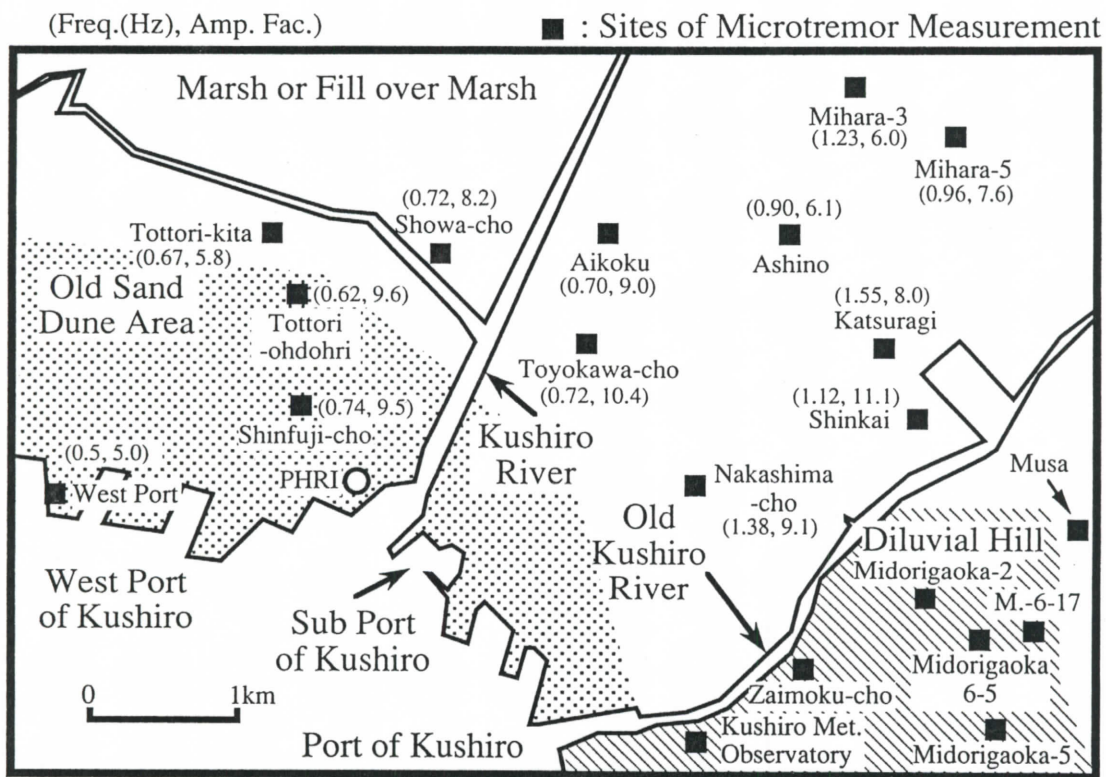 (Freq.(Hz), Amp. Fac.)
■ : Sites of Microtremor Measurement
Marsh or Fill over Marsh
Mihara-3
(1.23, 6.0)
Mihara-5
(0.96, 7.6)
(0.72, 8.2)
Showa-cho
(0.90, 6.1)
Ashino
Tottori-kita
(0.67, 5.8)
Aikoku
(0.70, 9.0)
Old Sand
Dune Area
(0.62, 9.6)
Tottori
-ohdohri
(1.55, 8.0)
Katsuragi
Toyokawa-cho
(0.72, 10.4)
(0.74, 9.5)
Shinfuji-cho
(1.12, 11.1)
Shinkai
Kushiro
River
(0.5, 5.0)
West Port
PHRI
Nakashima
-cho
(1.38, 9.1)
Musa
Old
Kushiro
River
Diluvial Hill
Midorigaoka-2
M.-6-17
West Port
of Kushiro
Sub Port
of Kushiro
Midorigaoka
6-5
Zaimoku-cho
0 1km
Port of Kushiro
Kushiro Met.
Observatory
Midorigaoka-5